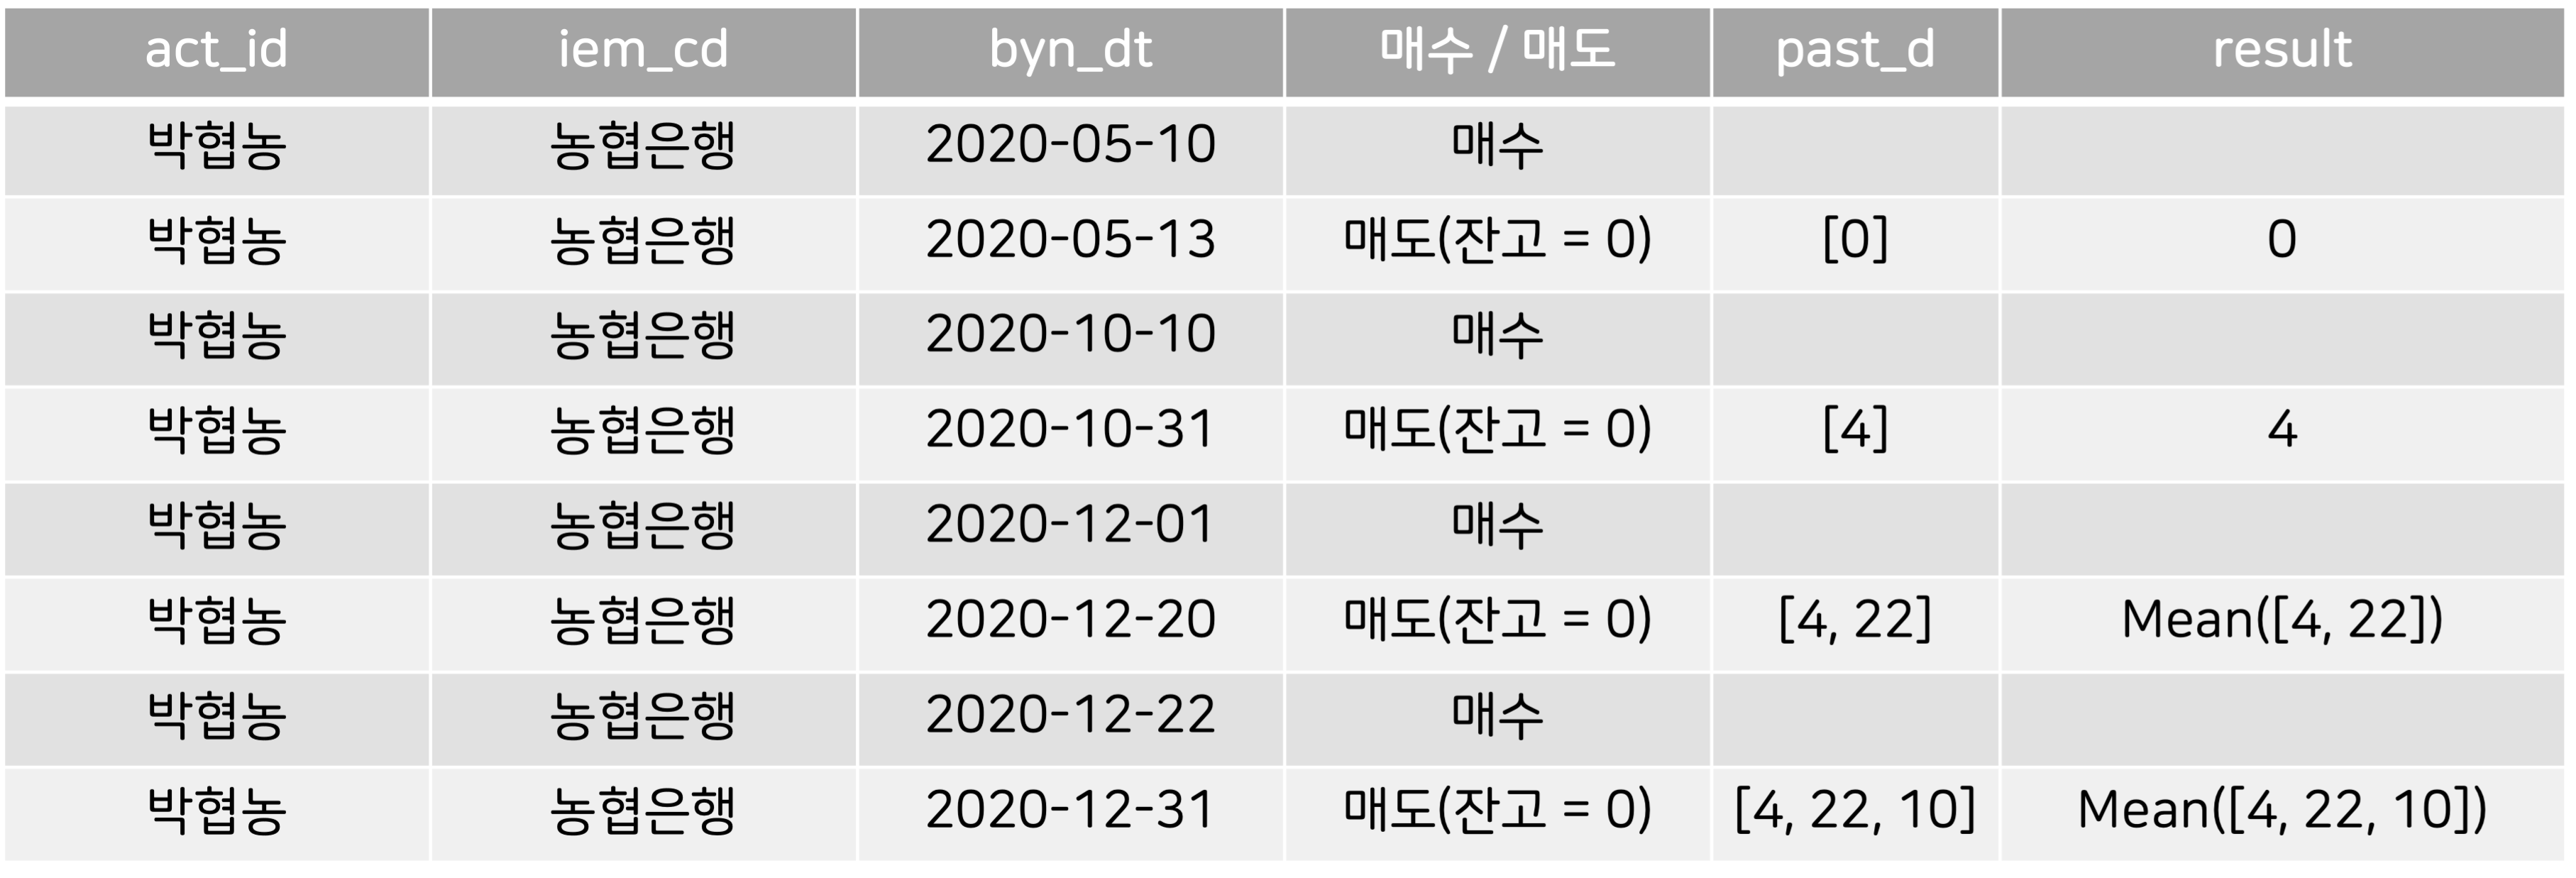 act_id iem_cd byn_dt 매수 / 매도 past_d result
박협농 농협은행 2020-05-10 매수
박협농 농협은행 2020-05-13 매도(잔고 = 0) [0] 0
박협농 농협은행 2020-10-10 매수
박협농 농협은행 2020-10-31 매도(잔고 = 0) [4] 4
박협농 농협은행 2020-12-01 매수
박협농 농협은행 2020-12-20 매도(잔고 = 0) [4, 22] Mean([4, 22])
박협농 농협은행 2020-12-22 매수
박협농 농협은행 2020-12-31 매도(잔고 = 0) [4, 22, 10] Mean([4, 22, 10])